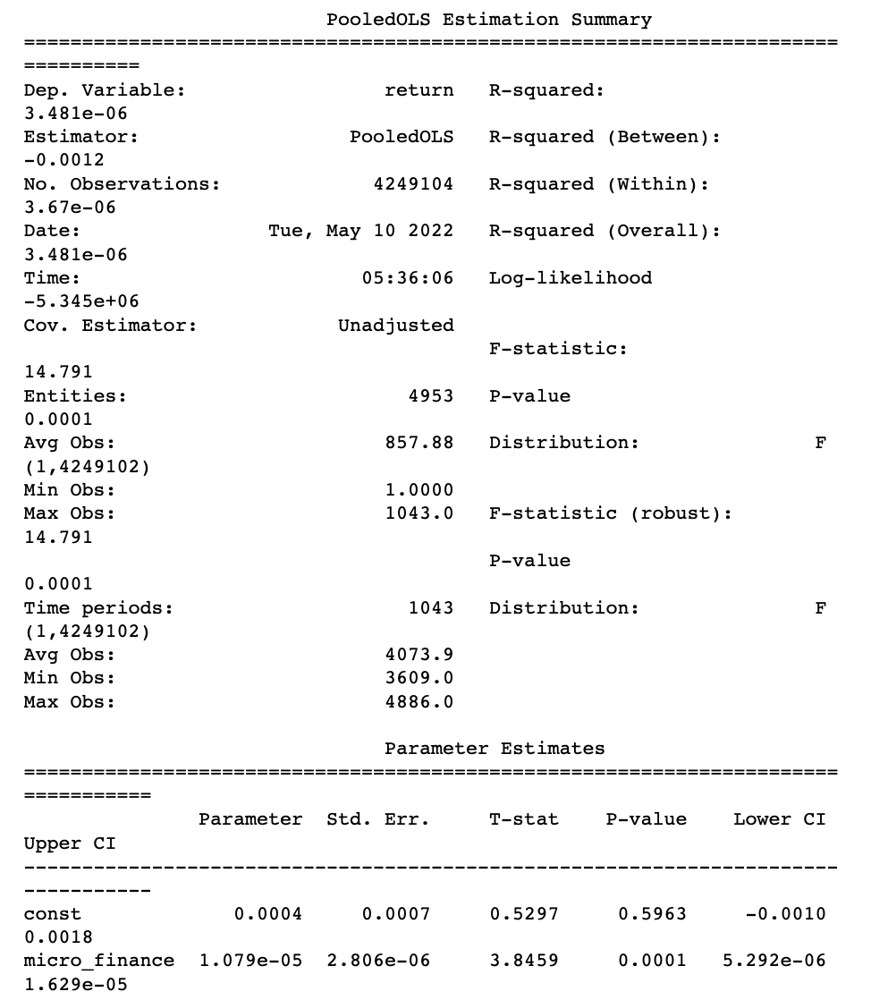 PooledOLS Estimation Summary
======================================================================
==========
Dep. Variable: return R-squared:
3.481e-06
Estimator: PooledOLS R-squared (Between):
-0.0012
No. Observations: 4249104 R-squared (Within):
3.67e-06
Date: Tue, May 10 2022 R-squared (Overall):
3.481e-06
Time: 05:36:06 Log-likelihood
-5.345e+06
Cov. Estimator: Unadjusted
F-statistic:
14.791
Entities: 4953 P-value
0.0001
Avg Obs: 857.88 Distribution: F
(1,4249102)
Min Obs: 1.0000
Max Obs: 1043.0 F-statistic (robust):
14.791
P-value
0.0001
Time periods: 1043 Distribution: F
(1,4249102)
Avg Obs: 4073.9
Min Obs: 3609.0
Max Obs: 4886.0
Parameter Estimates
======================================================================
===========
Parameter Std. Err. T-stat P-value Lower CI
Upper CI
----------------------------------------------------------------------
-----------
const 0.0004 0.0007 0.5297 0.5963 -0.0010
0.0018
micro_finance 1.079e-05 2.806e-06 3.8459 0.0001 5.292e-06
1.629e-05